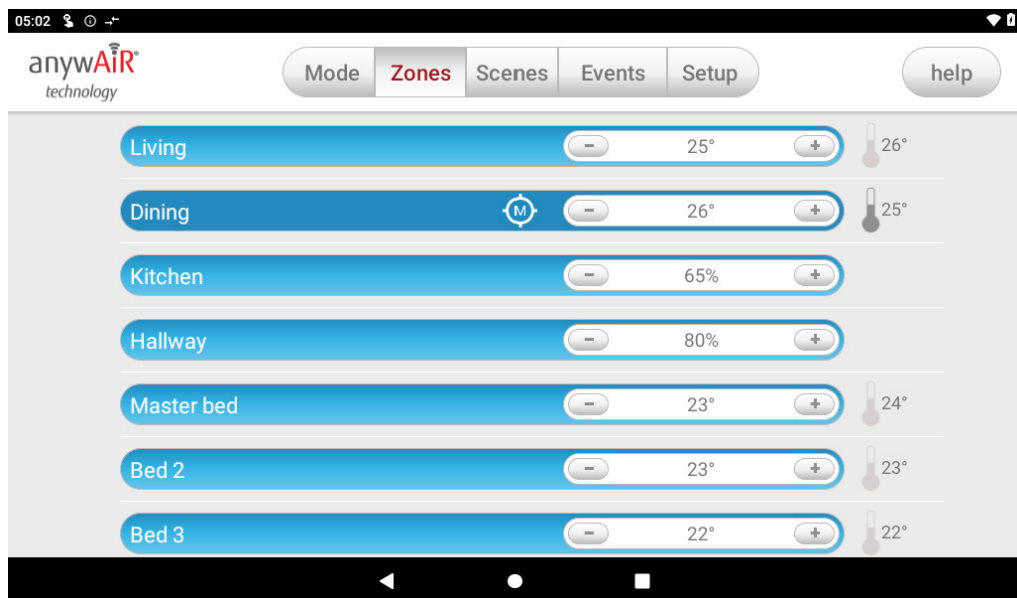 05:02
anywAiR®
technology
Mode Zones Scenes Events Setup
help
Living 25° 26°
Dining M 26° 25°
Kitchen 65%
Hallway 80%
Master bed 23° 24°
Bed 2 23° 23°
Bed 3 22° 22°